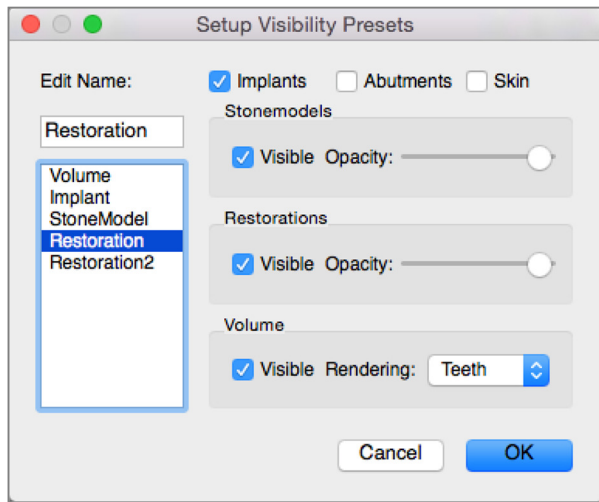 Setup Visibility Presets
Edit Name:
Implants Abutments Skin
Restoration
Volume
Implant
StoneModel
Restoration
Restoration2
Stonemodels
Visible Opacity:
Restorations
Visible Opacity:
Volume
Visible Rendering: Teeth
Cancel OK